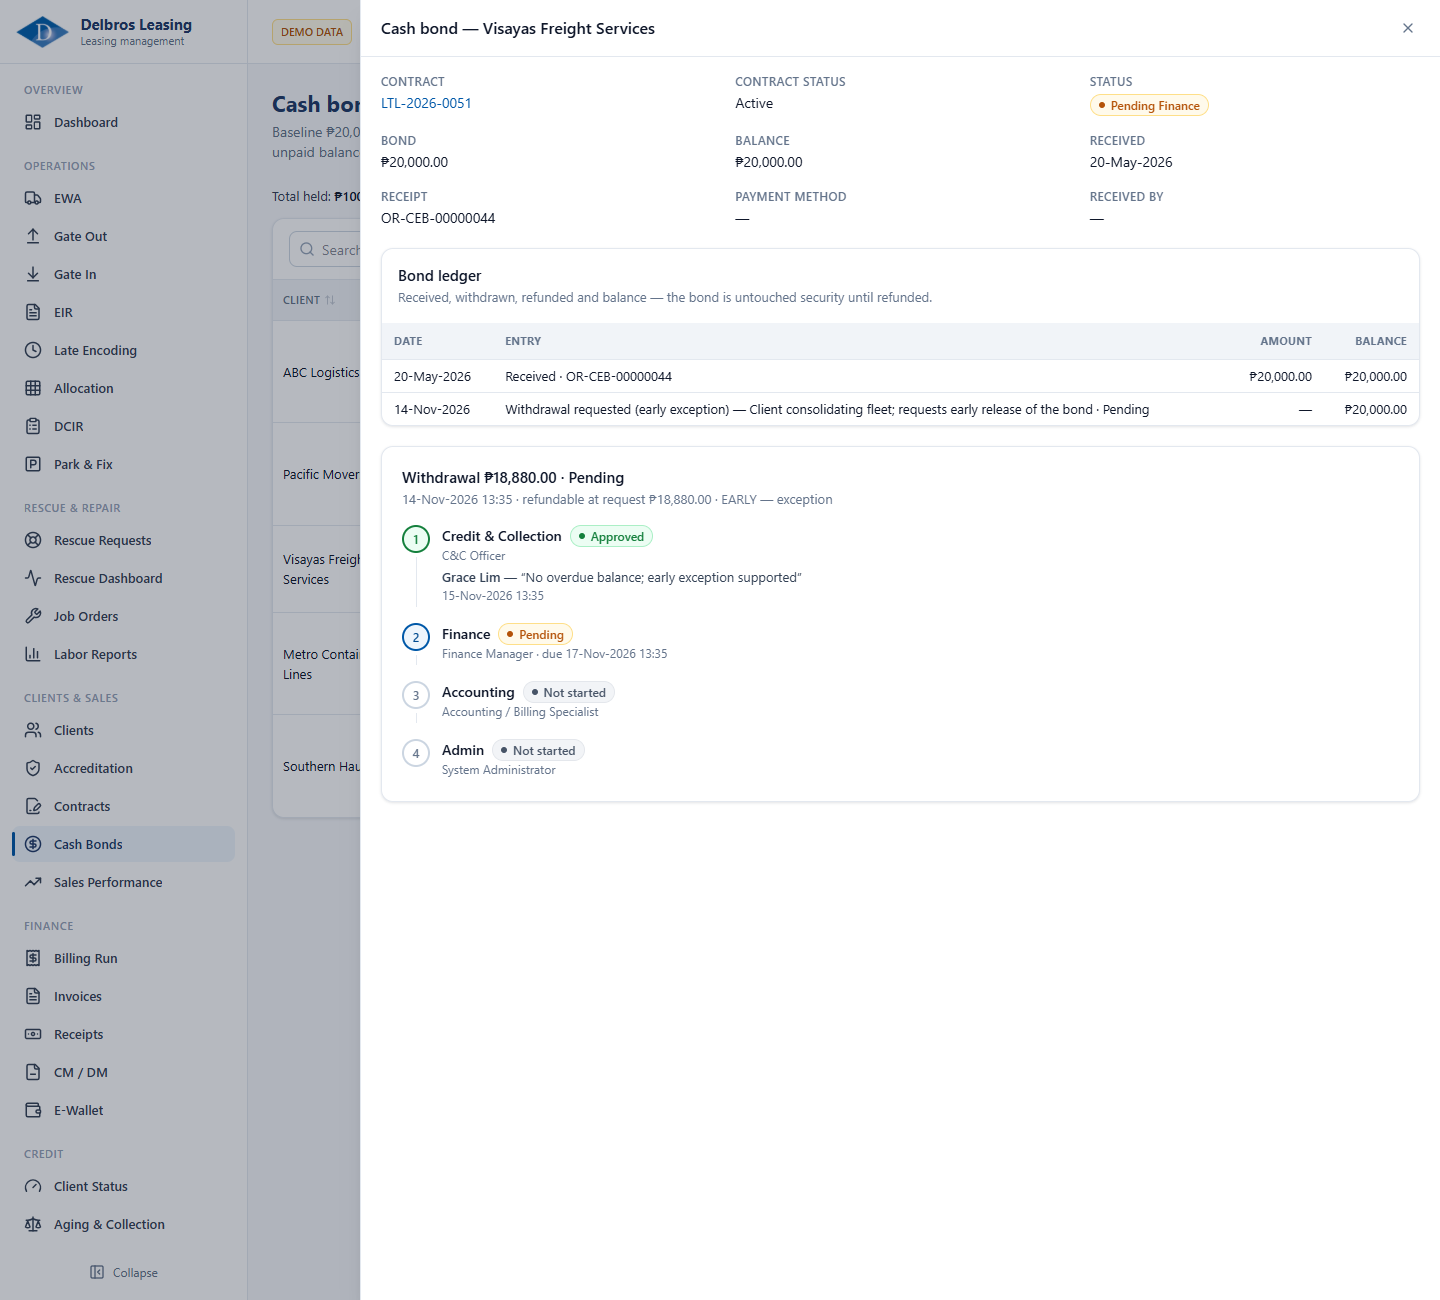 Delbros Leasing
Leasing management
OVERVIEW
Dashboard
OPERATIONS
EWA
Gate Out
Gate In
EIR
Late Encoding
Allocation
DCIR
Park & Fix
RESCUE & REPAIR
Rescue Requests
Rescue Dashboard
Job Orders
Labor Reports
CLIENTS & SALES
Clients
Accreditation
Contracts
Cash Bonds
Sales Performance
FINANCE
Billing Run
Invoices
Receipts
CM / DM
E-Wallet
CREDIT
Client Status
Aging & Collection
Collapse
DEMO DATA
Cash bon
Baseline ₱20,0
unpaid balanc
Total held: ₱100
Search
CLIENT
ABC Logistics
Pacific Mover
Visayas Freigh
Services
Metro Contai
Lines
Southern Hau
Cash bond — Visayas Freight Services
CONTRACT
LTL-2026-0051
CONTRACT STATUS
Active
STATUS
Pending Finance
BOND
₱20,000.00
BALANCE
₱20,000.00
RECEIVED
20-May-2026
RECEIPT
OR-CEB-00000044
PAYMENT METHOD
—
RECEIVED BY
—
Bond ledger
Received, withdrawn, refunded and balance — the bond is untouched security until refunded.
DATE ENTRY AMOUNT BALANCE
20-May-2026 Received · OR-CEB-00000044 ₱20,000.00 ₱20,000.00
14-Nov-2026 Withdrawal requested (early exception) — Client consolidating fleet; requests early release of the bond · Pending — ₱20,000.00
Withdrawal ₱18,880.00 · Pending
14-Nov-2026 13:35 · refundable at request ₱18,880.00 · EARLY — exception
1 Credit & Collection Approved
C&C Officer
Grace Lim — “No overdue balance; early exception supported”
15-Nov-2026 13:35
2 Finance Pending
Finance Manager · due 17-Nov-2026 13:35
3 Accounting Not started
Accounting / Billing Specialist
4 Admin Not started
System Administrator